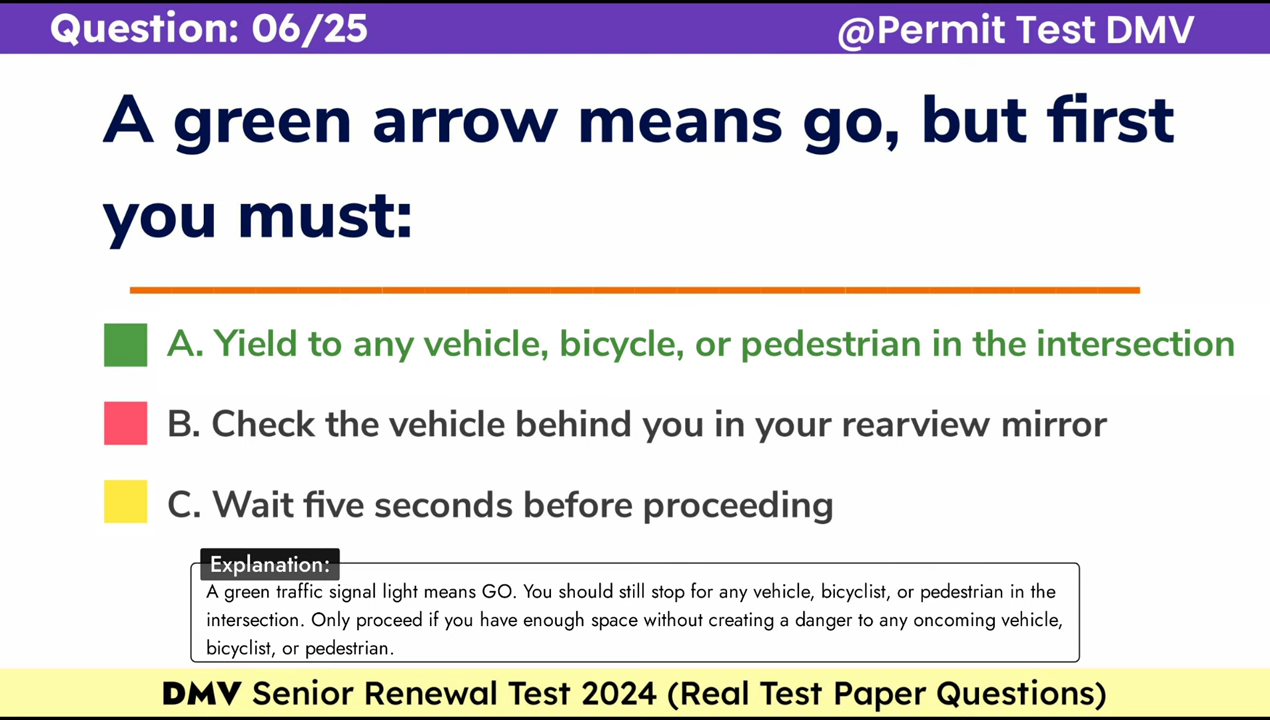 Question: 06/25
@Permit Test DMV
A green arrow means go, but first
you must:
A. Yield to any vehicle, bicycle, or pedestrian in the intersection
B. Check the vehicle behind you in your rearview mirror
C. Wait five seconds before proceeding
Explanation:
A green traffic signal light means GO. You should still stop for any vehicle, bicyclist, or pedestrian in the
intersection. Only proceed if you have enough space without creating a danger to any oncoming vehicle,
bicyclist, or pedestrian.
DMV Senior Renewal Test 2024 (Real Test Paper Questions)